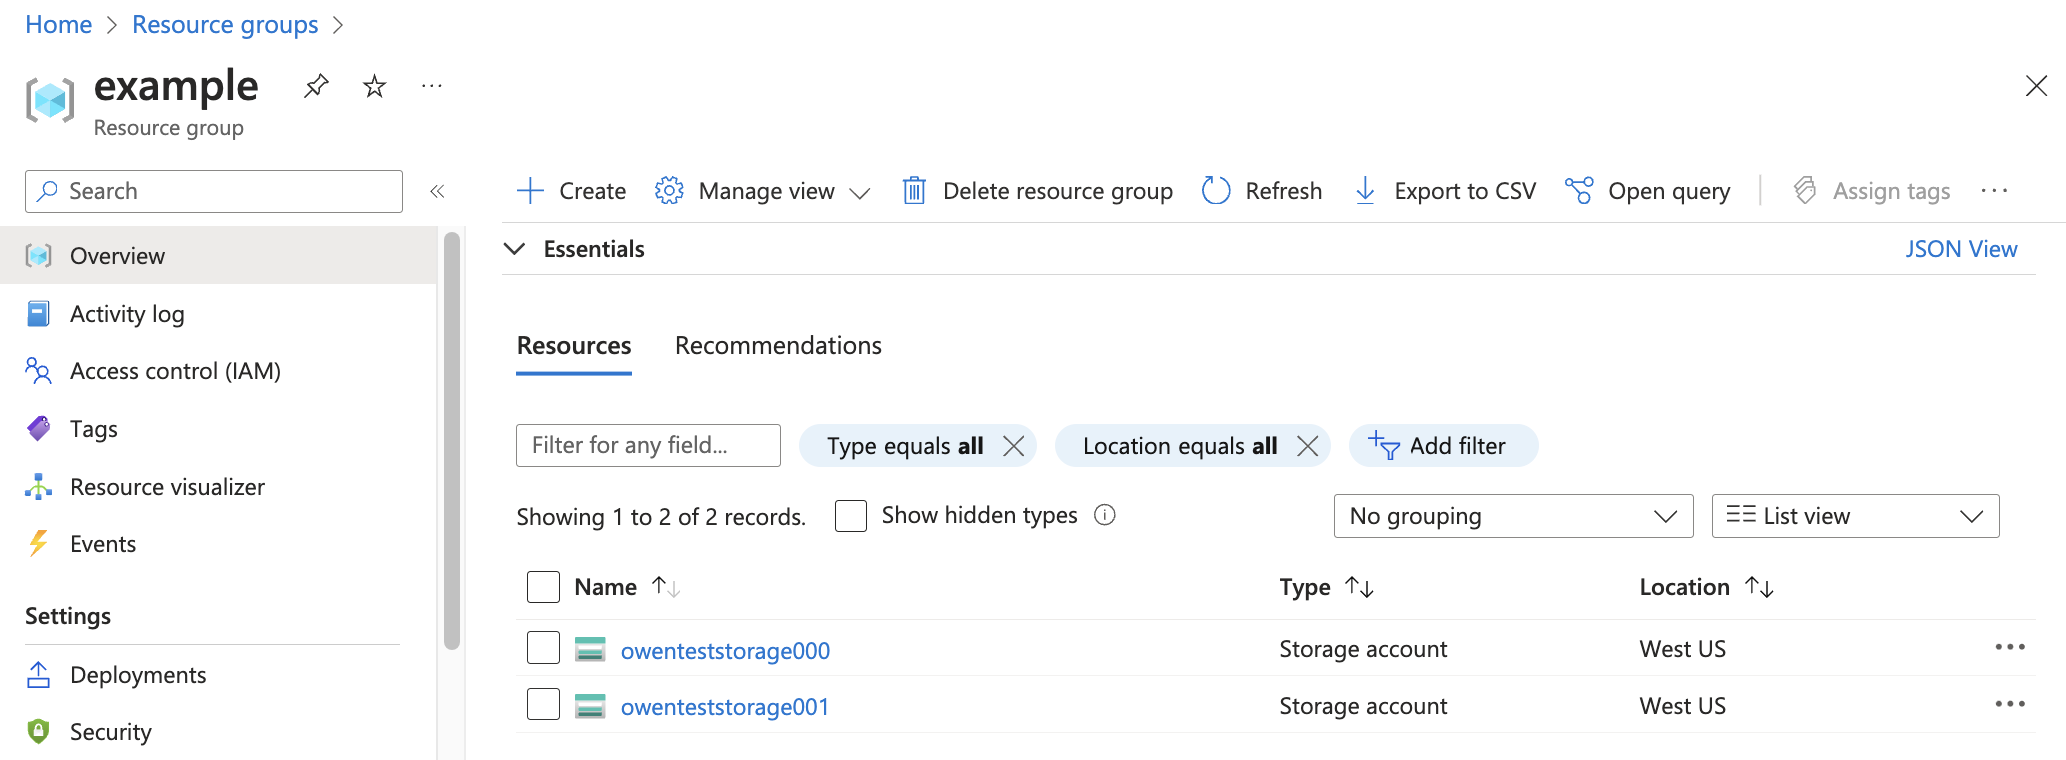 Home > Resource groups >
example
Resource group
Search
Create
Manage view
Delete resource group
Refresh
Export to CSV
Open query
Assign tags
Overview
Activity log
Access control (IAM)
Tags
Resource visualizer
Events
Settings
Deployments
Security
Essentials
JSON View
Resources
Recommendations
Filter for any field...
Type equals all
Location equals all
Add filter
Showing 1 to 2 of 2 records.
Show hidden types
No grouping
List view
Name Type Location
owenteststorage000 Storage account West US
owenteststorage001 Storage account West US